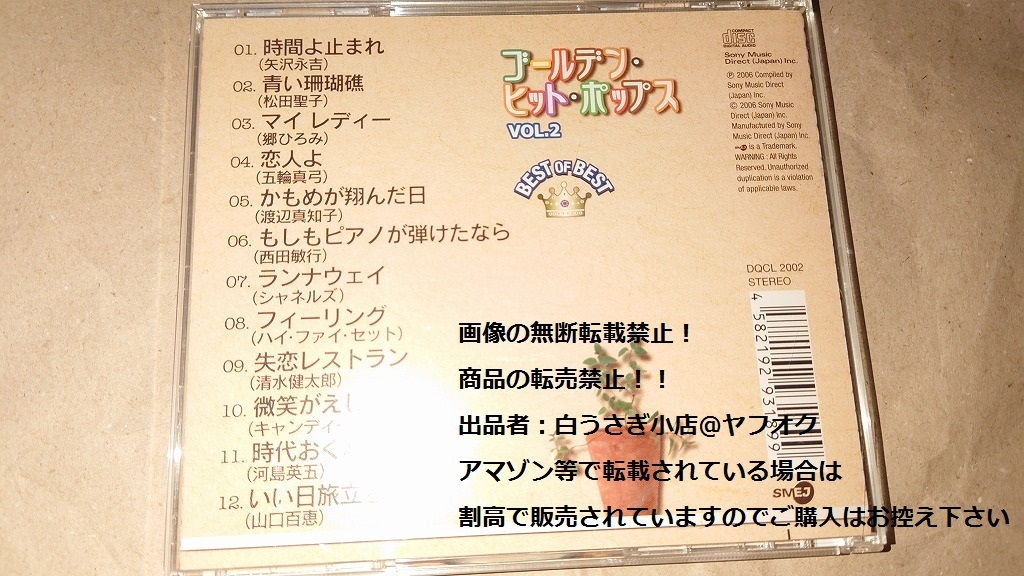 01. 時間よ止まれ
(矢沢永吉)
02. 青い珊瑚礁
(松田聖子)
03. マイ レディー
(郷ひろみ)
04. 恋人よ
(五輪真弓)
05. かもめが翔んだ日
(渡辺真知子)
06. もしもピアノが弾けたなら
(西田敏行)
07. ランナウェイ
(シャネルズ)
08. フィーリング
(ハイ・ファイ・セット)
09. 失恋レストラン
(清水健太郎)
10. 微笑がえし
(キャンディ
11. 時代おく
(河島英五)
12. いい日旅立
(山口百恵)
ゴールデン・
ヒット・ポップス
VOL.2
BEST OF BEST
COMPACT
disc
DIGITAL AUDIO
Sony Music
Direct (Japan) Inc.
Ⓟ 2006 Compiled by
Sony Music Direct
(Japan) Inc.
© 2006 Sony Music
Direct (Japan) Inc.
Manufactured by Sony
Music Direct (Japan) Inc.
is a Trademark.
WARNING : All Rights
Reserved. Unauthorized
duplication is a violation
of applicable laws.
DQCL 2002
STEREO
4 582192 931899
SMEJ
画像の無断転載禁止！
商品の転売禁止！！
出品者：白うさぎ小店@ヤフオク
アマゾン等で転載されている場合は
割高で販売されていますのでご購入はお控え下さい